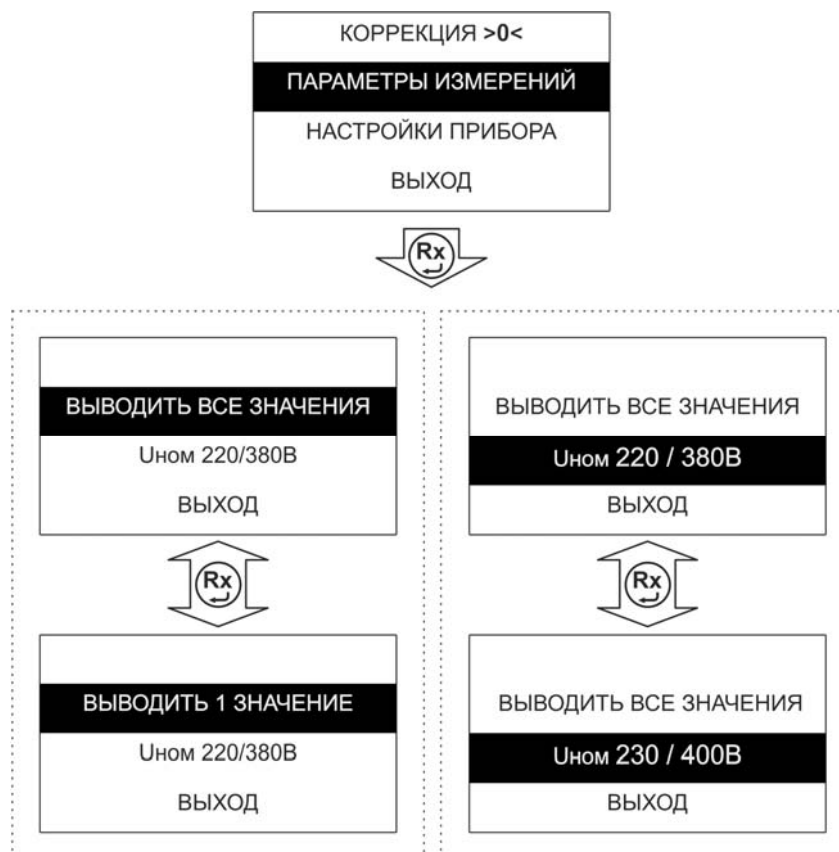 КОРРЕКЦИЯ >0<
ПАРАМЕТРЫ ИЗМЕРЕНИЙ
НАСТРОЙКИ ПРИБОРА
ВЫХОД
Rx
ВЫВОДИТЬ ВСЕ ЗНАЧЕНИЯ
Uном 220/380В
ВЫХОД
Rx
ВЫВОДИТЬ 1 ЗНАЧЕНИЕ
Uном 220/380В
ВЫХОД
ВЫВОДИТЬ ВСЕ ЗНАЧЕНИЯ
Uном 220 / 380В
ВЫХОД
Rx
ВЫВОДИТЬ ВСЕ ЗНАЧЕНИЯ
Uном 230 / 400В
ВЫХОД